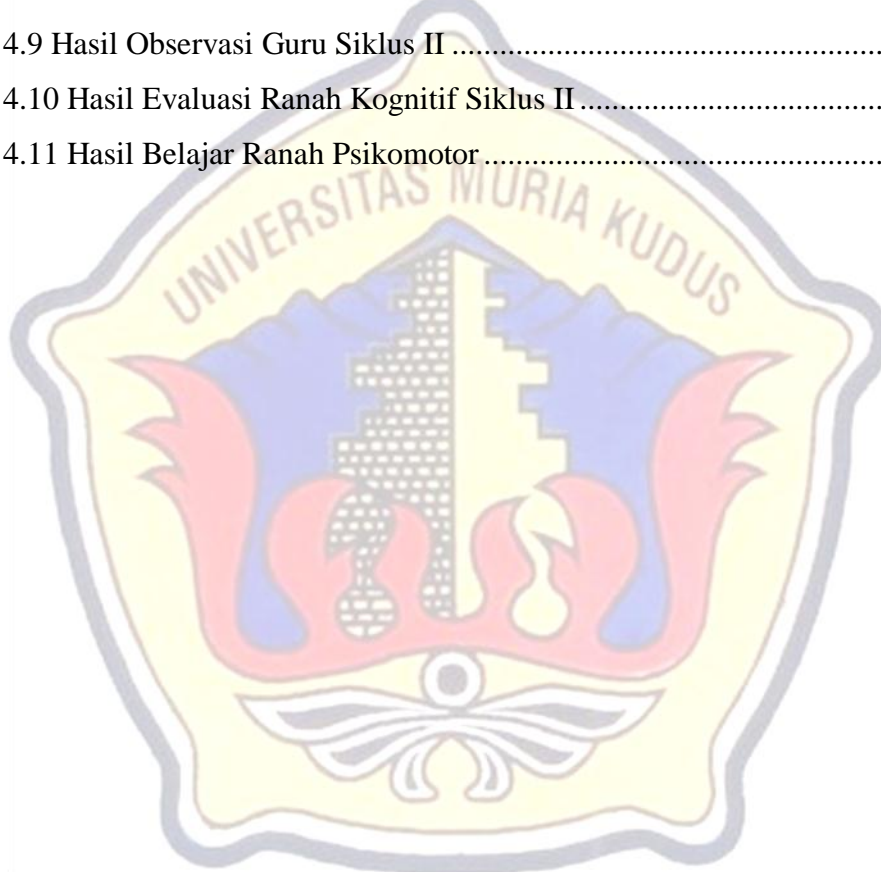 4.9 Hasil Observasi Guru Siklus II ........................................................
4.10 Hasil Evaluasi Ranah Kognitif Siklus II .......................................
4.11 Hasil Belajar Ranah Psikomotor ....................................................
UNIVERSITAS MURIA KUDUS